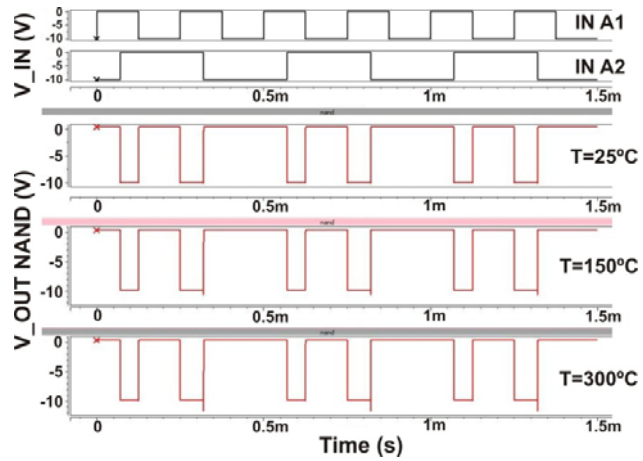 V_IN (V)
0
-5
-10
IN A1
0
-5
-10
IN A2
0 0.5m 1m 1.5m
nand
V_OUT NAND (V)
0
-5
-10
T=25ºC
0 0.5m 1m 1.5m
nand
0
-5
-10
T=150ºC
0 0.5m 1m 1.5m
nand
0
-5
-10
T=300ºC
0 0.5m 1m 1.5m
Time (s)